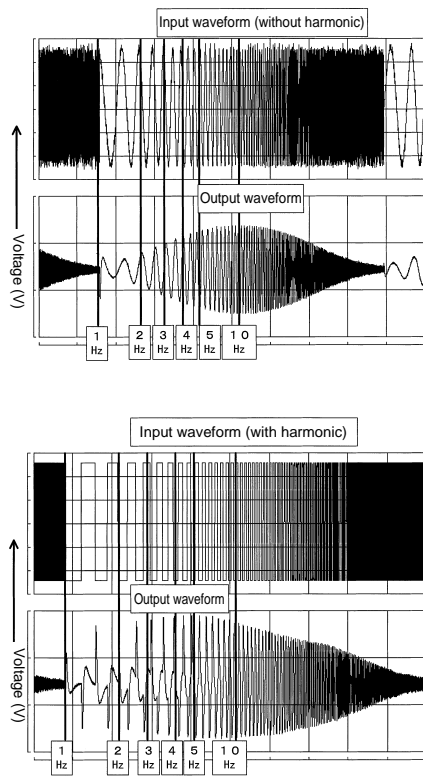 Input waveform (without harmonic)
Output waveform
Voltage (V)
1 2 3 4 5 10
Hz Hz Hz Hz Hz Hz
Input waveform (with harmonic)
Output waveform
Voltage (V)
1 2 3 4 5 10
Hz Hz Hz Hz Hz Hz